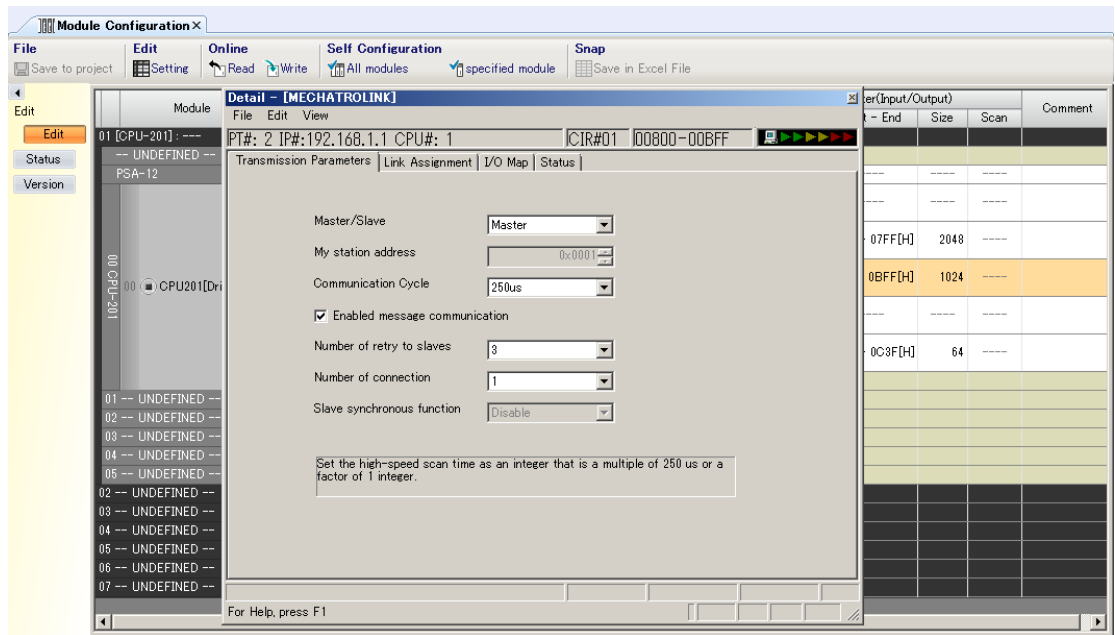 Module Configuration ×
File Edit Online Self Configuration Snap
Save to project Setting Read Write All modules specified module Save in Excel File
Edit
Edit
Status
Version
Module
01 [CPU-201] : ---
-- UNDEFINED --
PSA-12
00 CPU-201
00 CPU201[Dri
01 -- UNDEFINED --
02 -- UNDEFINED --
03 -- UNDEFINED --
04 -- UNDEFINED --
05 -- UNDEFINED --
02 -- UNDEFINED --
03 -- UNDEFINED --
04 -- UNDEFINED --
05 -- UNDEFINED --
06 -- UNDEFINED --
07 -- UNDEFINED --
Detail - [MECHATROLINK]
File Edit View
PT#: 2 IP#:192.168.1.1 CPU#: 1 CIR#01 00800-00BFF
Transmission Parameters Link Assignment I/O Map Status
Master/Slave Master
My station address 0x0001
Communication Cycle 250us
Enabled message communication
Number of retry to slaves 3
Number of connection 1
Slave synchronous function Disable
Set the high-speed scan time as an integer that is a multiple of 250 us or a
factor of 1 integer.
For Help, press F1
ter(Input/Output) Comment
t - End Size Scan
---- ---- ----
---- ---- ----
07FF[H] 2048 ----
0BFF[H] 1024 ----
---- ---- ----
0C3F[H] 64 ----